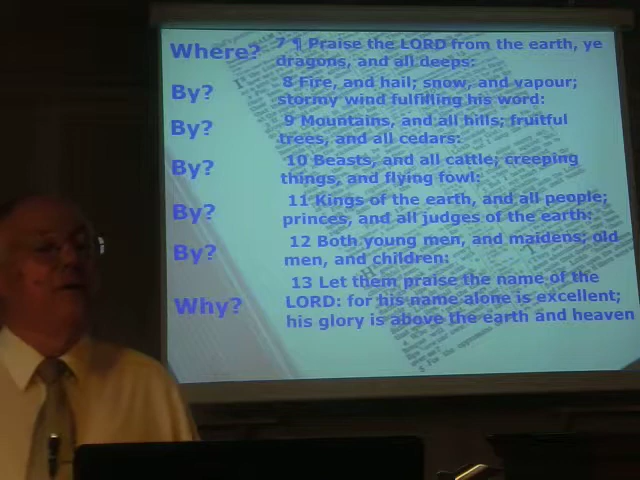 Where? 7 ¶ Praise the LORD from the earth, ye
dragons, and all deeps:
By? 8 Fire, and hail; snow, and vapour;
stormy wind fulfilling his word:
By? 9 Mountains, and all hills; fruitful
trees, and all cedars:
By? 10 Beasts, and all cattle; creeping
things, and flying fowl:
By? 11 Kings of the earth, and all people;
princes, and all judges of the earth:
By? 12 Both young men, and maidens; old
men, and children:
13 Let them praise the name of the
Why? LORD: for his name alone is excellent;
his glory is above the earth and heaven